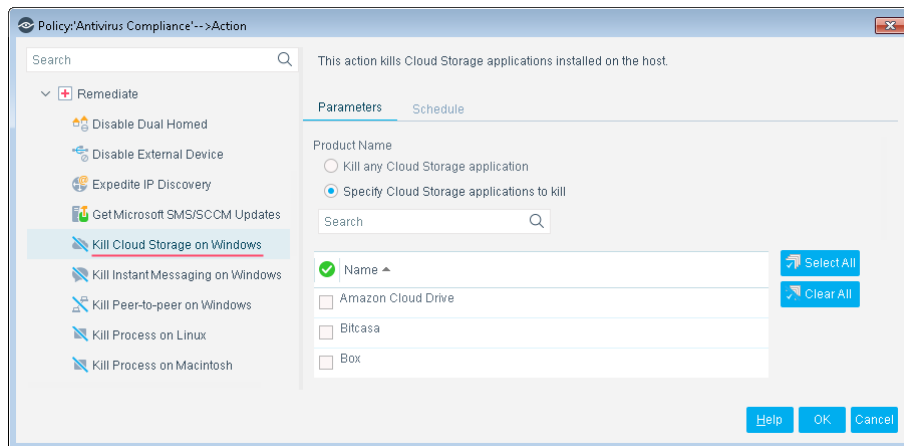 Policy:'Antivirus Compliance'-->Action
Search
Remediate
Disable Dual Homed
Disable External Device
Expedite IP Discovery
Get Microsoft SMS/SCCM Updates
Kill Cloud Storage on Windows
Kill Instant Messaging on Windows
Kill Peer-to-peer on Windows
Kill Process on Linux
Kill Process on Macintosh
This action kills Cloud Storage applications installed on the host.
Parameters Schedule
Product Name
Kill any Cloud Storage application
Specify Cloud Storage applications to kill
Search
Name
Amazon Cloud Drive
Bitcasa
Box
Select All
Clear All
Help OK Cancel